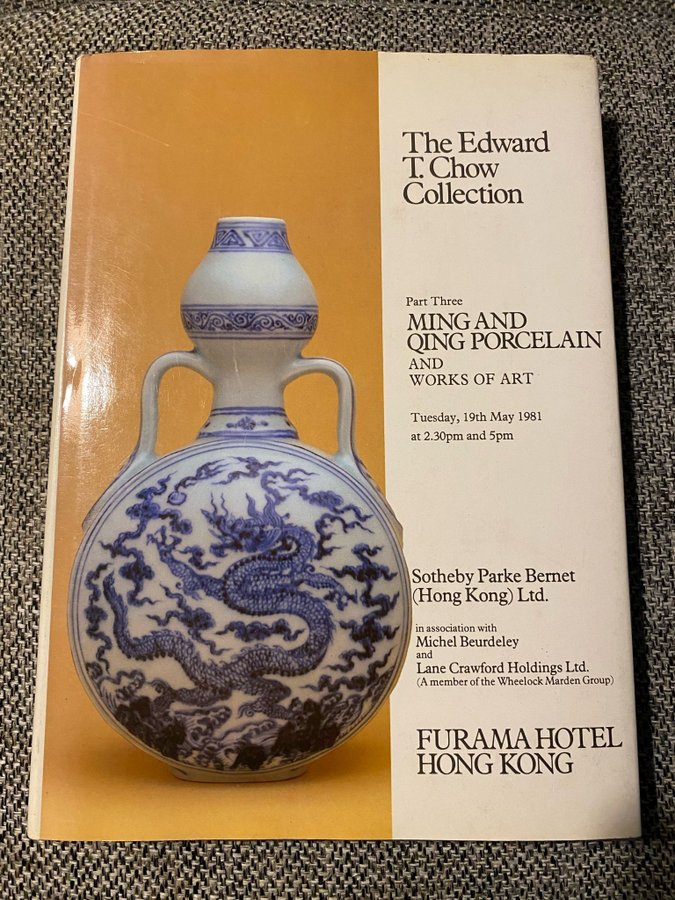 The Edward
T. Chow
Collection
Part Three
MING AND
QING PORCELAIN
AND
WORKS OF ART
Tuesday, 19th May 1981
at 2.30pm and 5pm
Sotheby Parke Bernet
(Hong Kong) Ltd.
in association with
Michel Beurdeley
and
Lane Crawford Holdings Ltd.
(A member of the Wheelock Marden Group)
FURAMA HOTEL
HONG KONG